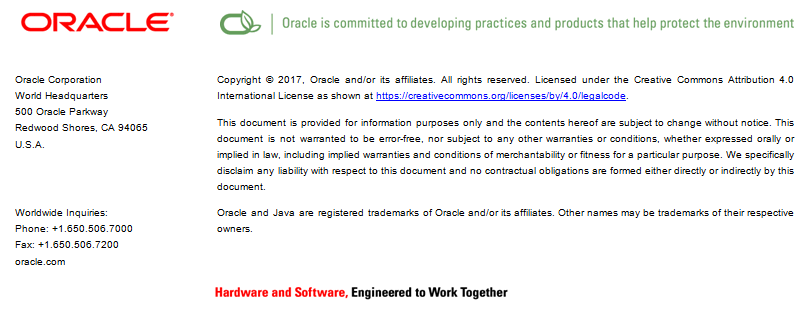 ORACLE®
Oracle is committed to developing practices and products that help protect the environment
Oracle Corporation
World Headquarters
500 Oracle Parkway
Redwood Shores, CA 94065
U.S.A.
Copyright © 2017, Oracle and/or its affiliates. All rights reserved. Licensed under the Creative Commons Attribution 4.0
International License as shown at https://creativecommons.org/licenses/by/4.0/legalcode.
This document is provided for information purposes only and the contents hereof are subject to change without notice. This
document is not warranted to be error-free, nor subject to any other warranties or conditions, whether expressed orally or
implied in law, including implied warranties and conditions of merchantability or fitness for a particular purpose. We specifically
disclaim any liability with respect to this document and no contractual obligations are formed either directly or indirectly by this
document.
Worldwide Inquiries:
Phone: +1.650.506.7000
Fax: +1.650.506.7200
oracle.com
Oracle and Java are registered trademarks of Oracle and/or its affiliates. Other names may be trademarks of their respective
owners.
Hardware and Software, Engineered to Work Together